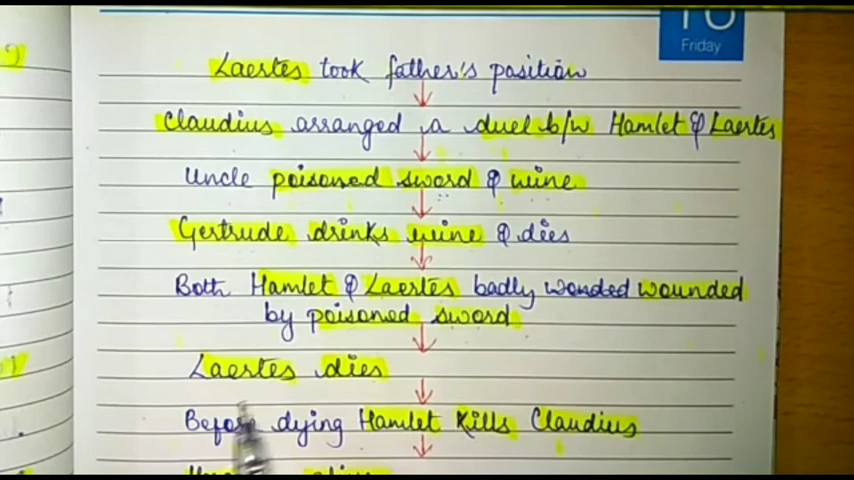 10
Friday
Laertes took father's position
Claudius arranged a duel b/w Hamlet & Laertes
Uncle poisoned sword & wine
Gertrude drinks wine & dies
Both Hamlet & Laertes badly wonded wounded
by poisoned sword
Laertes dies
Before dying Hamlet Kills Claudius